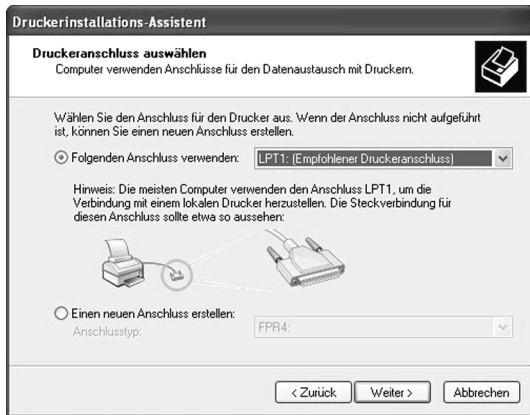 Druckerinstallations-Assistent
Druckeranschluss auswählen
Computer verwenden Anschlüsse für den Datenaustausch mit Druckern.
Wählen Sie den Anschluss für den Drucker aus. Wenn der Anschluss nicht aufgeführt
ist, können Sie einen neuen Anschluss erstellen.
Folgenden Anschluss verwenden: LPT1: (Empfohlener Druckeranschluss)
Hinweis: Die meisten Computer verwenden den Anschluss LPT1, um die
Verbindung mit einem lokalen Drucker herzustellen. Die Steckverbindung für
diesen Anschluss sollte etwa so aussehen:
Einen neuen Anschluss erstellen:
Anschlusstyp: FPR4:
< Zurück Weiter > Abbrechen